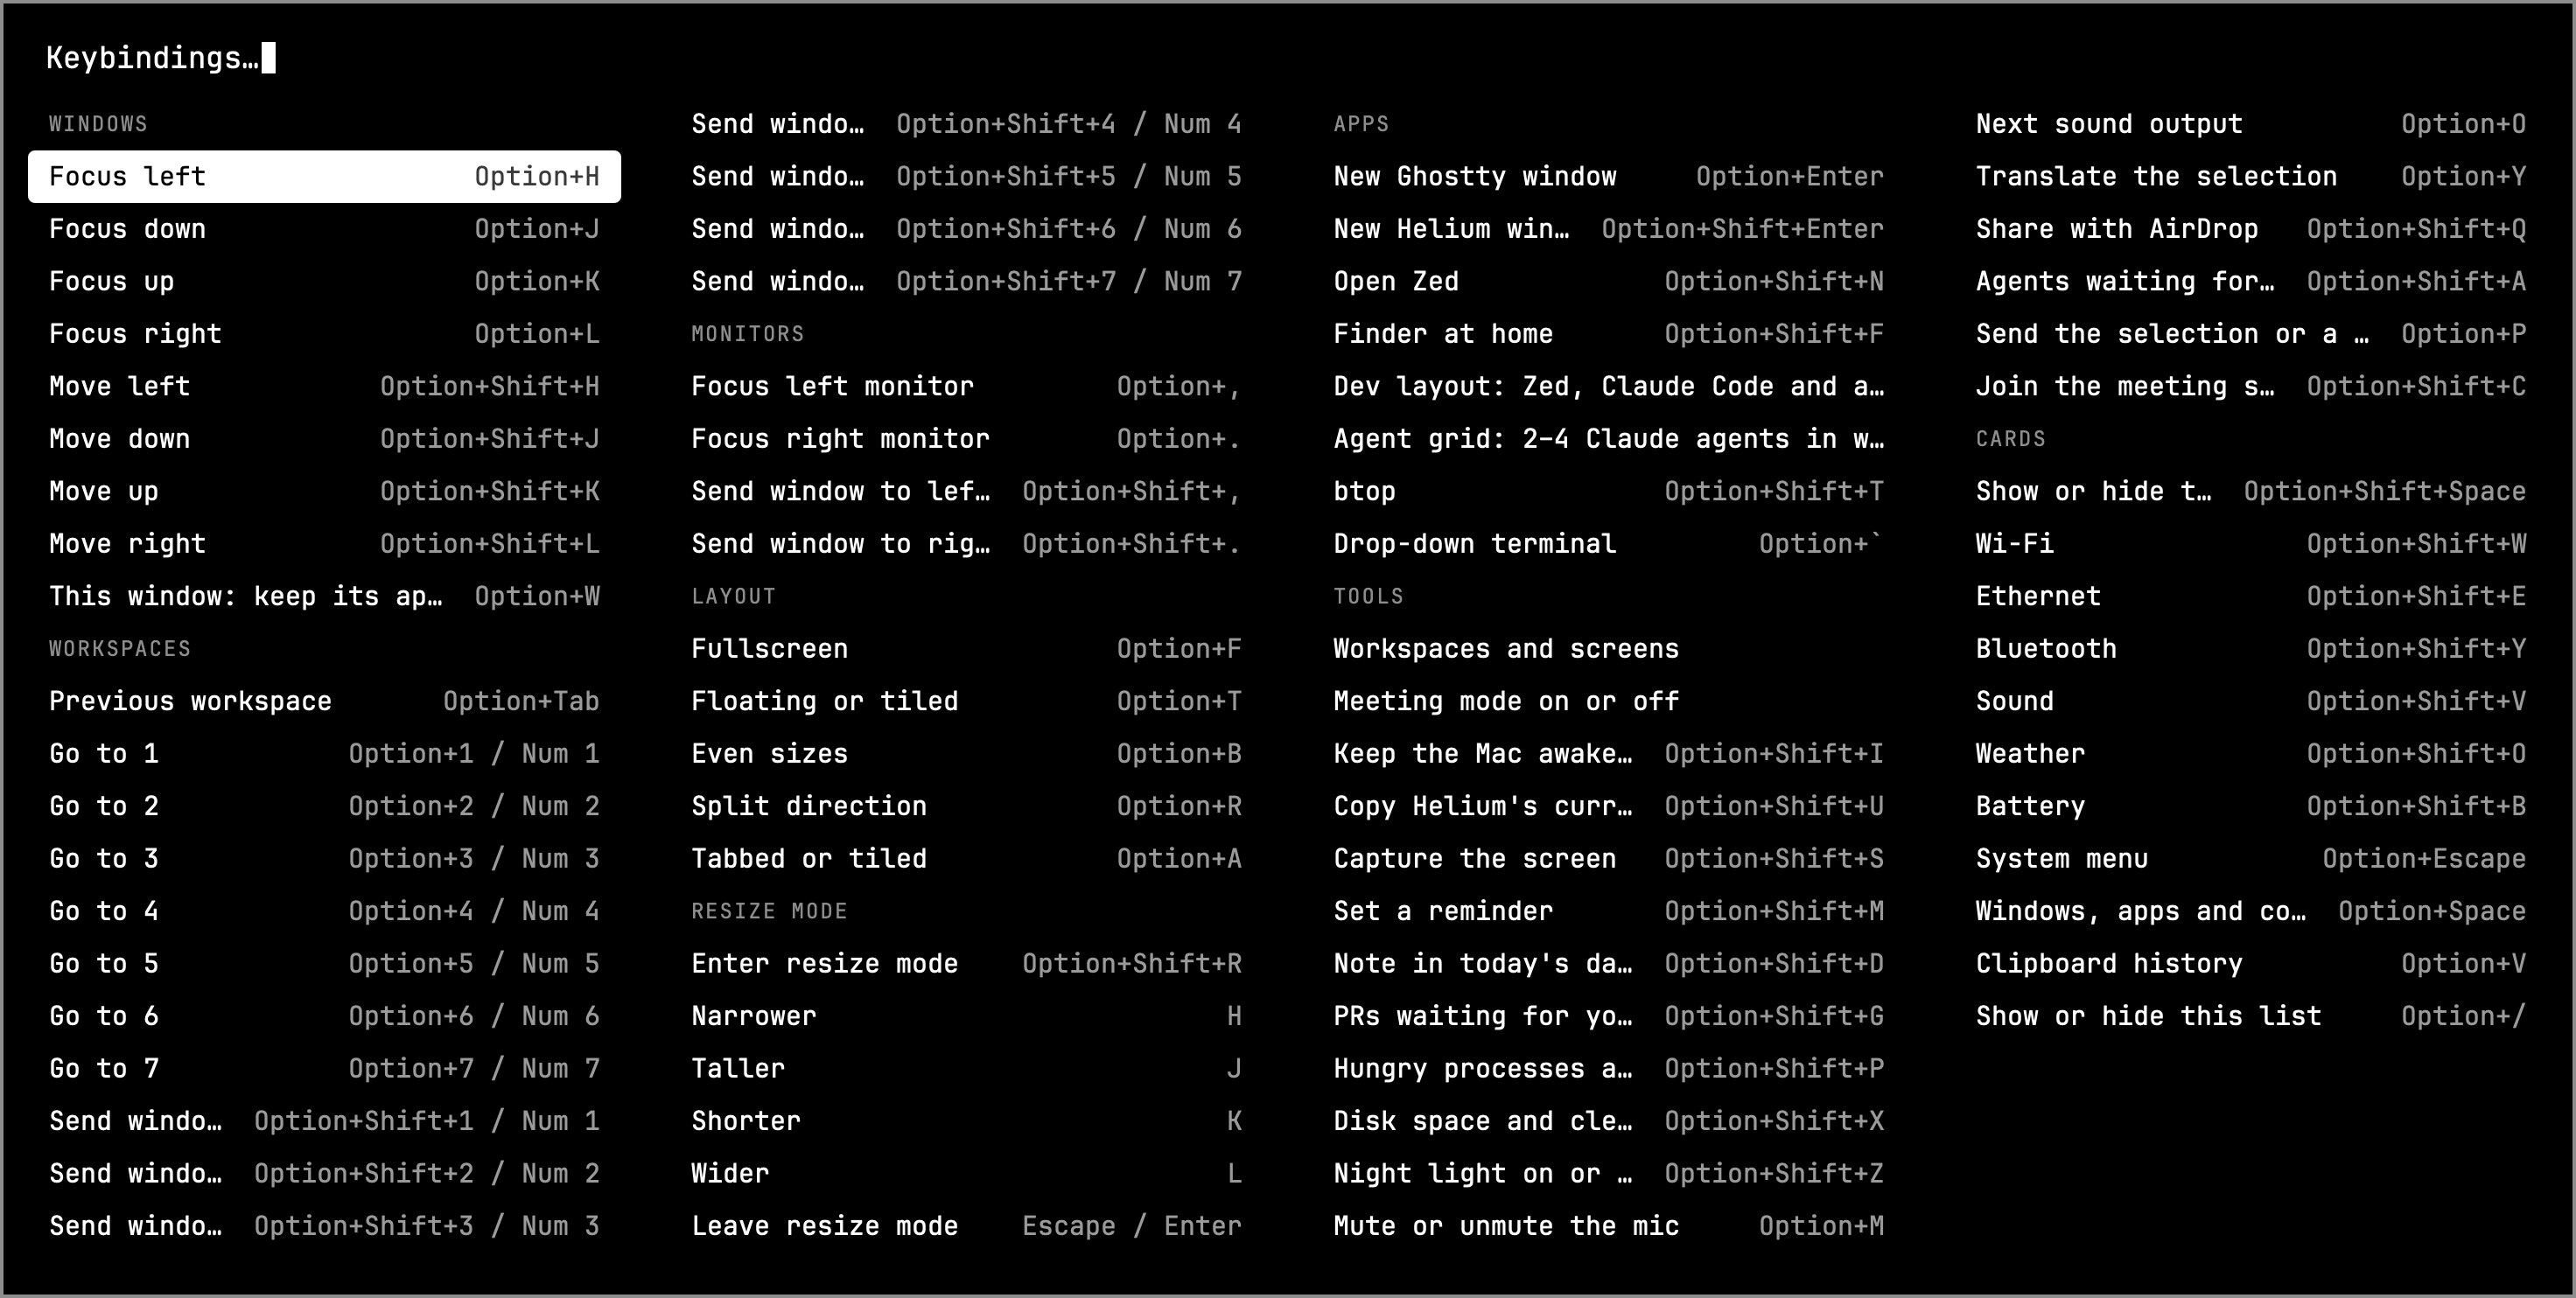 Keybindings…
WINDOWS
Focus left Option+H
Focus down Option+J
Focus up Option+K
Focus right Option+L
Move left Option+Shift+H
Move down Option+Shift+J
Move up Option+Shift+K
Move right Option+Shift+L
This window: keep its ap… Option+W
WORKSPACES
Previous workspace Option+Tab
Go to 1 Option+1 / Num 1
Go to 2 Option+2 / Num 2
Go to 3 Option+3 / Num 3
Go to 4 Option+4 / Num 4
Go to 5 Option+5 / Num 5
Go to 6 Option+6 / Num 6
Go to 7 Option+7 / Num 7
Send windo… Option+Shift+1 / Num 1
Send windo… Option+Shift+2 / Num 2
Send windo… Option+Shift+3 / Num 3
Send windo… Option+Shift+4 / Num 4
Send windo… Option+Shift+5 / Num 5
Send windo… Option+Shift+6 / Num 6
Send windo… Option+Shift+7 / Num 7
MONITORS
Focus left monitor Option+,
Focus right monitor Option+.
Send window to lef… Option+Shift+,
Send window to rig… Option+Shift+.
LAYOUT
Fullscreen Option+F
Floating or tiled Option+T
Even sizes Option+B
Split direction Option+R
Tabbed or tiled Option+A
RESIZE MODE
Enter resize mode Option+Shift+R
Narrower H
Taller J
Shorter K
Wider L
Leave resize mode Escape / Enter
APPS
New Ghostty window Option+Enter
New Helium win… Option+Shift+Enter
Open Zed Option+Shift+N
Finder at home Option+Shift+F
Dev layout: Zed, Claude Code and a…
Agent grid: 2–4 Claude agents in w…
btop Option+Shift+T
Drop-down terminal Option+`
TOOLS
Workspaces and screens
Meeting mode on or off
Keep the Mac awake… Option+Shift+I
Copy Helium's curr… Option+Shift+U
Capture the screen Option+Shift+S
Set a reminder Option+Shift+M
Note in today's da… Option+Shift+D
PRs waiting for yo… Option+Shift+G
Hungry processes a… Option+Shift+P
Disk space and cle… Option+Shift+X
Night light on or … Option+Shift+Z
Mute or unmute the mic Option+M
Next sound output Option+O
Translate the selection Option+Y
Share with AirDrop Option+Shift+Q
Agents waiting for… Option+Shift+A
Send the selection or a … Option+P
Join the meeting s… Option+Shift+C
CARDS
Show or hide t… Option+Shift+Space
Wi-Fi Option+Shift+W
Ethernet Option+Shift+E
Bluetooth Option+Shift+Y
Sound Option+Shift+V
Weather Option+Shift+O
Battery Option+Shift+B
System menu Option+Escape
Windows, apps and co… Option+Space
Clipboard history Option+V
Show or hide this list Option+/